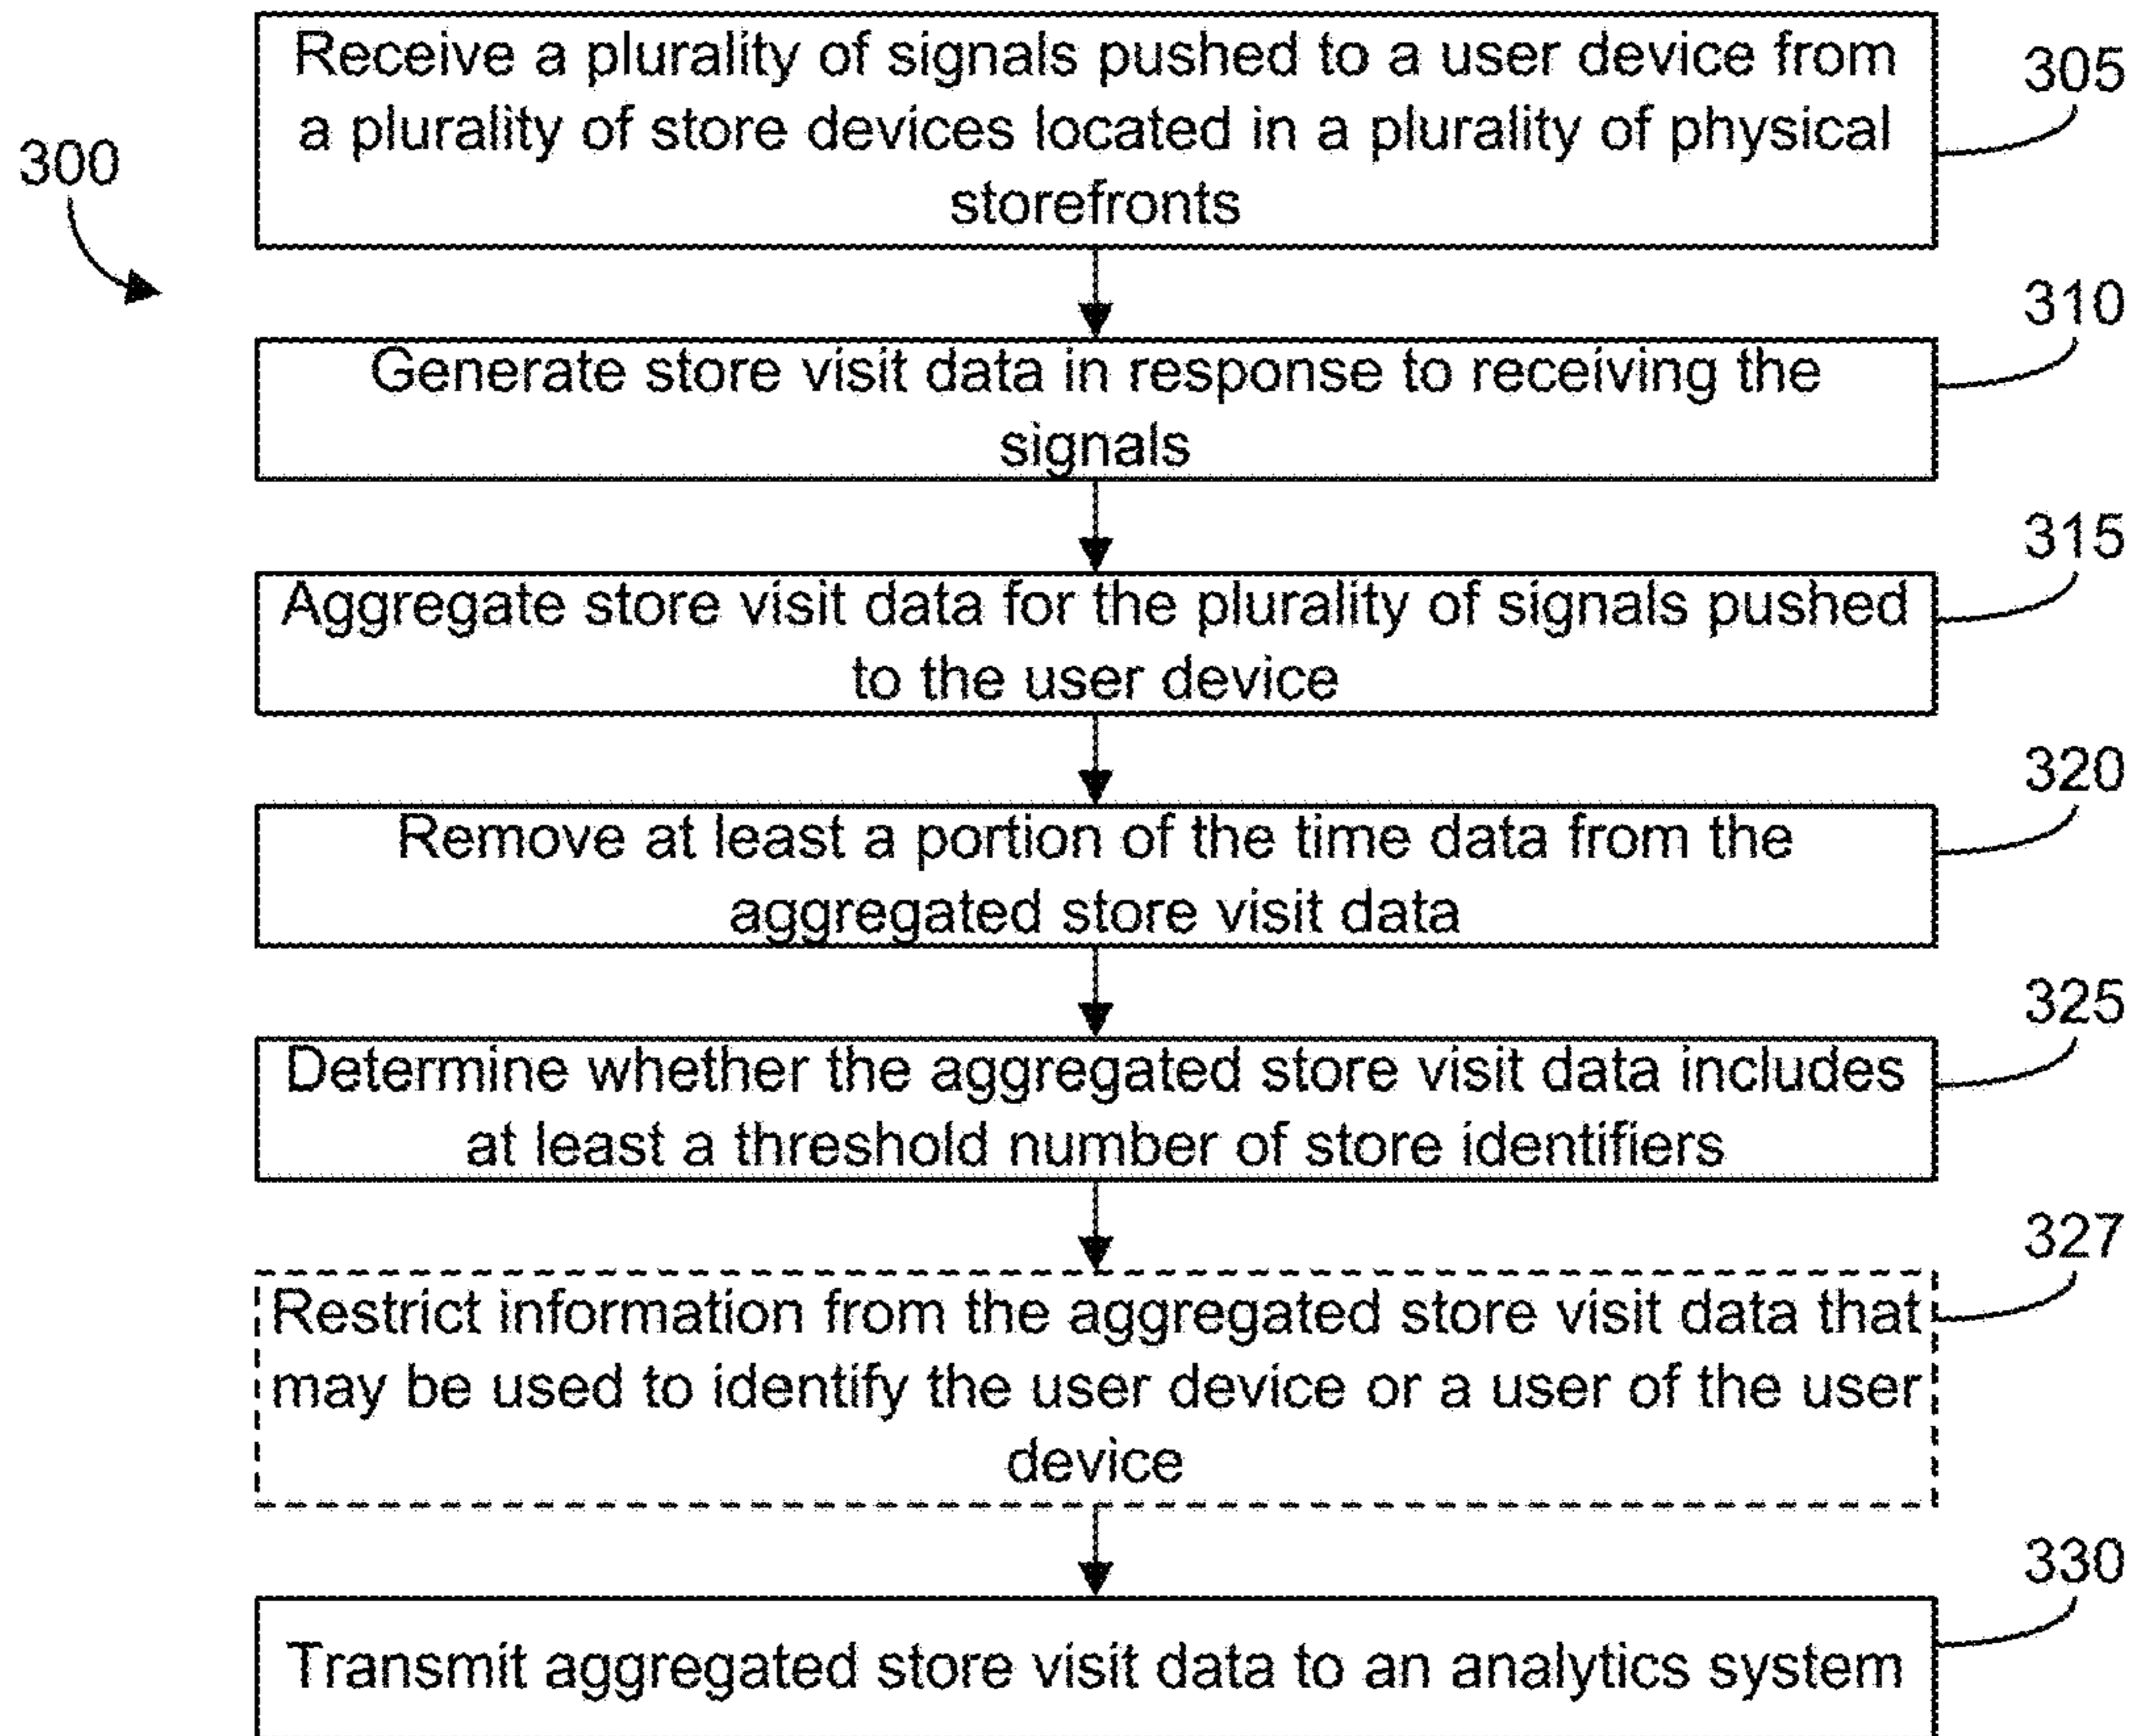 Receive a plurality of signals pushed to a user device from
a plurality of store devices located in a plurality of physical
storefronts
305
300
Generate store visit data in response to receiving the
signals
310
Aggregate store visit data for the plurality of signals pushed
to the user device
315
Remove at least a portion of the time data from the
aggregated store visit data
320
Determine whether the aggregated store visit data includes
at least a threshold number of store identifiers
325
Restrict information from the aggregated store visit data that
may be used to identify the user device or a user of the user
device
327
Transmit aggregated store visit data to an analytics system
330